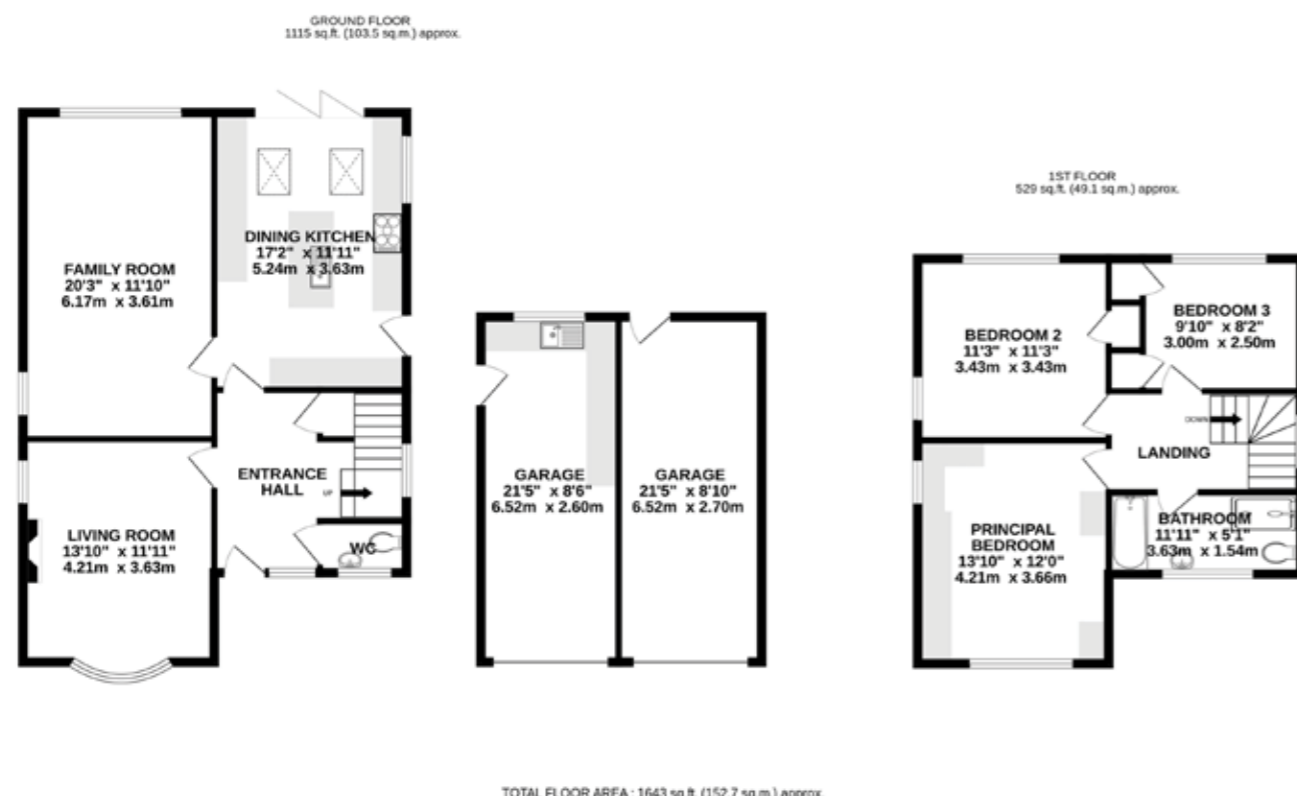 GROUND FLOOR
1115 sq.ft. (103.5 sq.m.) approx.
FAMILY ROOM
20'3" x 11'10"
6.17m x 3.61m
DINING KITCHEN
17'2" x 11'11"
5.24m x 3.63m
ENTRANCE
HALL
UP
LIVING ROOM
13'10" x 11'11"
4.21m x 3.63m
WC
GARAGE
21'5" x 8'6"
6.52m x 2.60m
GARAGE
21'5" x 8'10"
6.52m x 2.70m
1ST FLOOR
529 sq.ft. (49.1 sq.m.) approx.
BEDROOM 2
11'3" x 11'3"
3.43m x 3.43m
BEDROOM 3
9'10" x 8'2"
3.00m x 2.50m
DOWN
LANDING
PRINCIPAL
BEDROOM
13'10" x 12'0"
4.21m x 3.66m
BATHROOM
11'11" x 5'1"
3.63m x 1.54m
TOTAL FLOOR AREA : 1643 sq.ft. (152.7 sq.m.) approx.